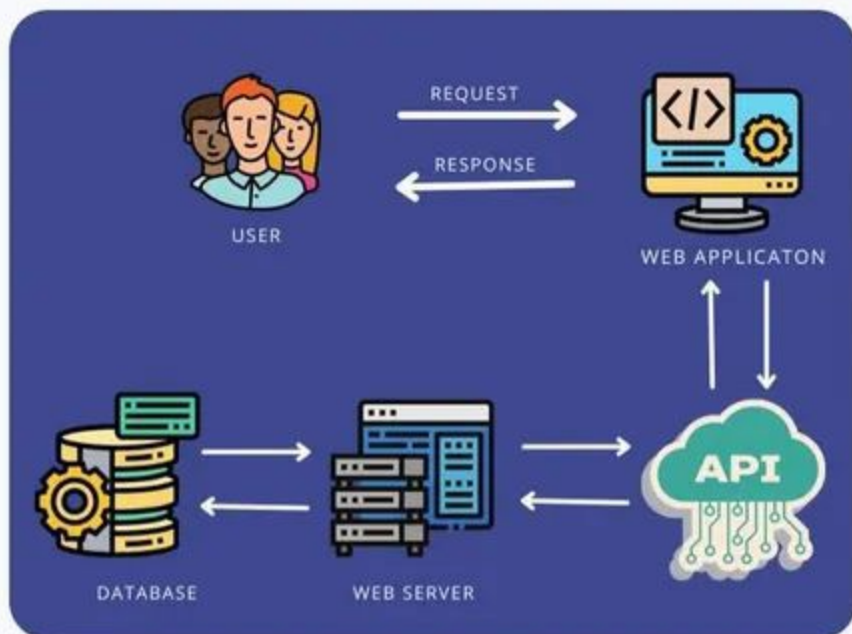 REQUEST
RESPONSE
USER
WEB APPLICATON
API
DATABASE
WEB SERVER